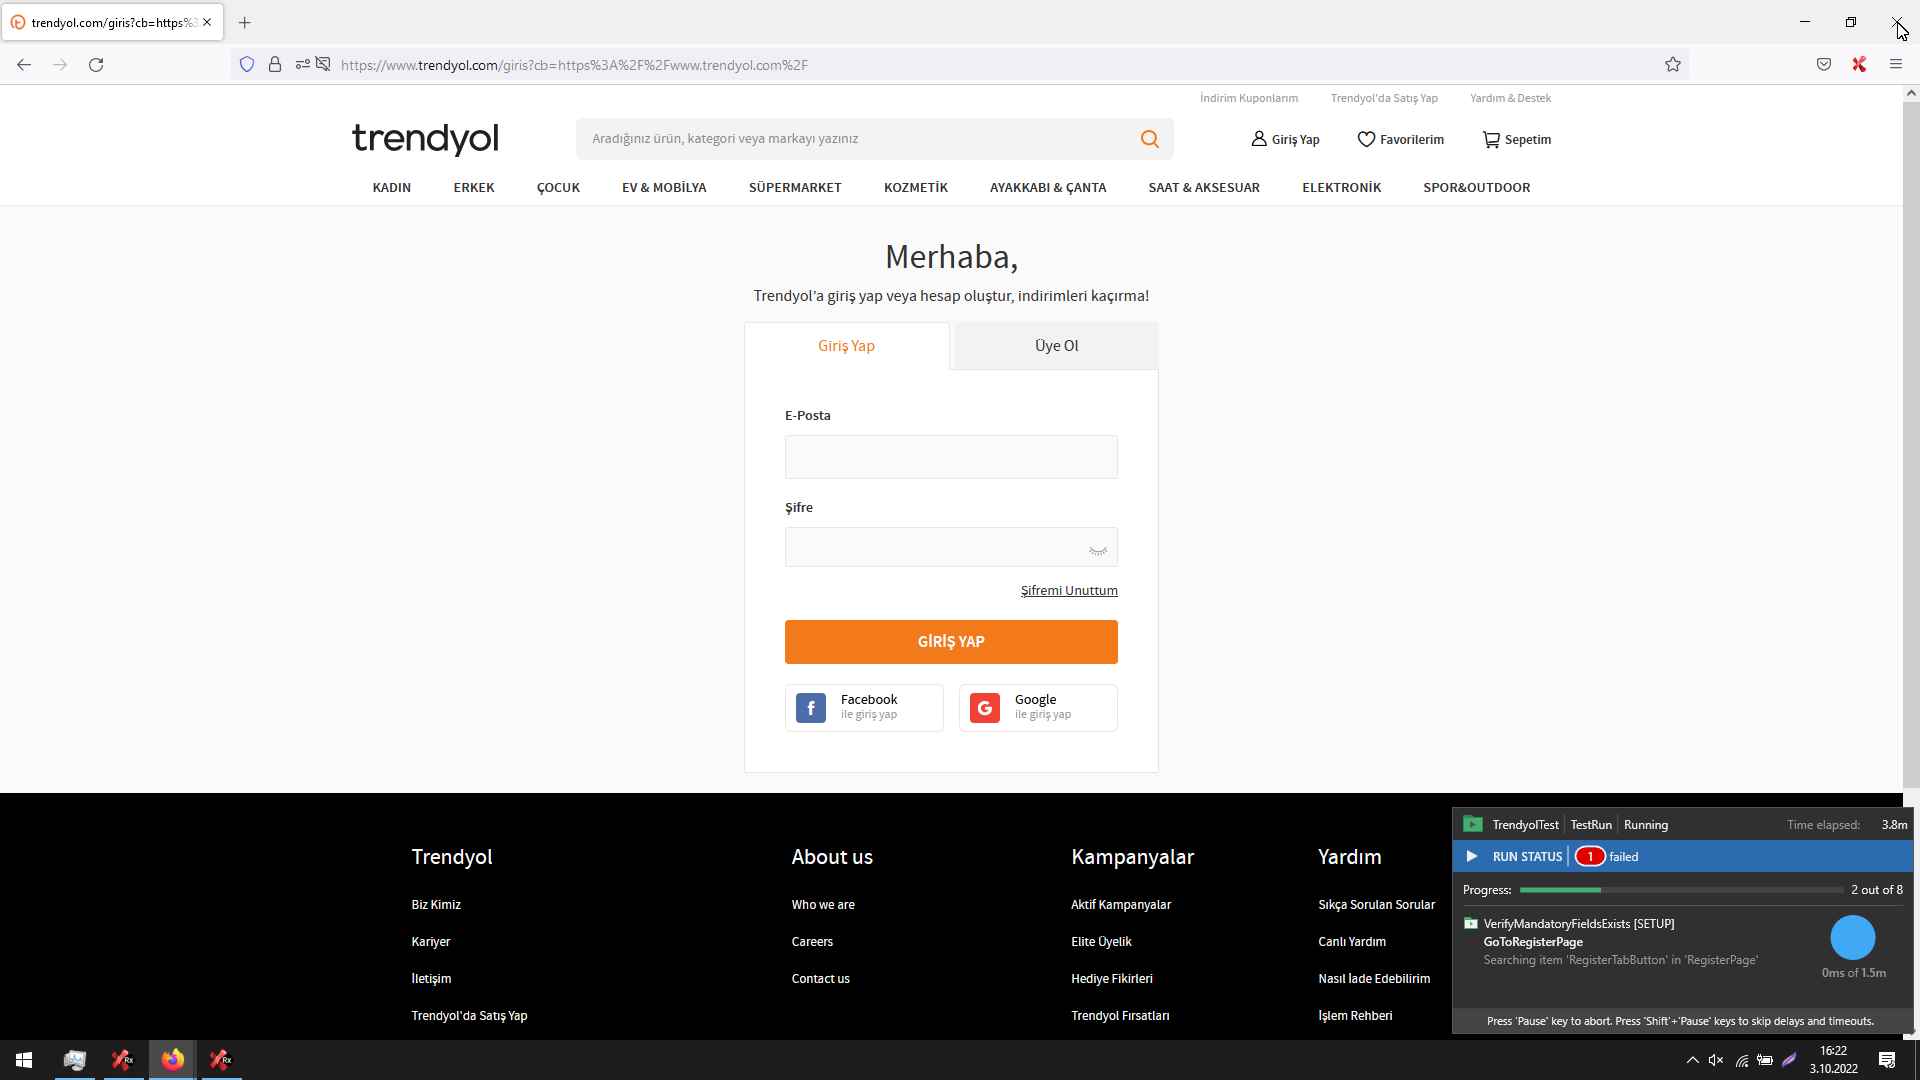 trendyol.com/giris?cb=https%3
https://www.trendyol.com/giris?cb=https%3A%2F%2Fwww.trendyol.com%2F
İndirim Kuponlarım
Trendyol'da Satış Yap
Yardım & Destek
trendyol
Aradığınız ürün, kategori veya markayı yazınız
Giriş Yap
Favorilerim
Sepetim
KADIN
ERKEK
ÇOCUK
EV & MOBİLYA
SÜPERMARKET
KOZMETİK
AYAKKABI & ÇANTA
SAAT & AKSESUAR
ELEKTRONİK
SPOR&OUTDOOR
Merhaba,
Trendyol'a giriş yap veya hesap oluştur, indirimleri kaçırma!
Giriş Yap
Üye Ol
E-Posta
Şifre
Şifremi Unuttum
GİRİŞ YAP
f
Facebook
ile giriş yap
G
Google
ile giriş yap
Trendyol
Biz Kimiz
Kariyer
İletişim
Trendyol'da Satış Yap
About us
Who we are
Careers
Contact us
Kampanyalar
Aktif Kampanyalar
Elite Üyelik
Hediye Fikirleri
Trendyol Fırsatları
Yardım
Sıkça Sorulan Sorular
Canlı Yardım
Nasıl İade Edebilirim
İşlem Rehberi
TrendyolTest
TestRun
Running
Time elapsed:
3.8m
RUN STATUS
1 failed
Progress:
2 out of 8
VerifyMandatoryFieldsExists [SETUP]
GoToRegisterPage
Searching item 'RegisterTabButton' in 'RegisterPage'
0ms of 1.5m
Press 'Pause' key to abort. Press 'Shift'+'Pause' keys to skip delays and timeouts.
Rx
Rx
16:22
3.10.2022